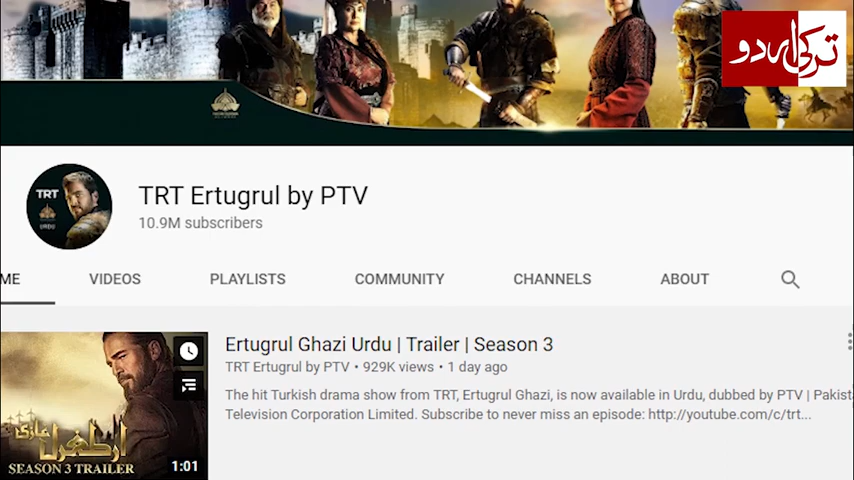 ترکی اردو
TRT
URDU
TRT Ertugrul by PTV
10.9M subscribers
ME
VIDEOS
PLAYLISTS
COMMUNITY
CHANNELS
ABOUT
Ertugrul Ghazi Urdu | Trailer | Season 3
TRT Ertugrul by PTV • 929K views • 1 day ago
The hit Turkish drama show from TRT, Ertugrul Ghazi, is now available in Urdu, dubbed by PTV | Pakist
Television Corporation Limited. Subscribe to never miss an episode: http://youtube.com/c/trt...
ارطغرل غازی
SEASON 3 TRAILER
1:01